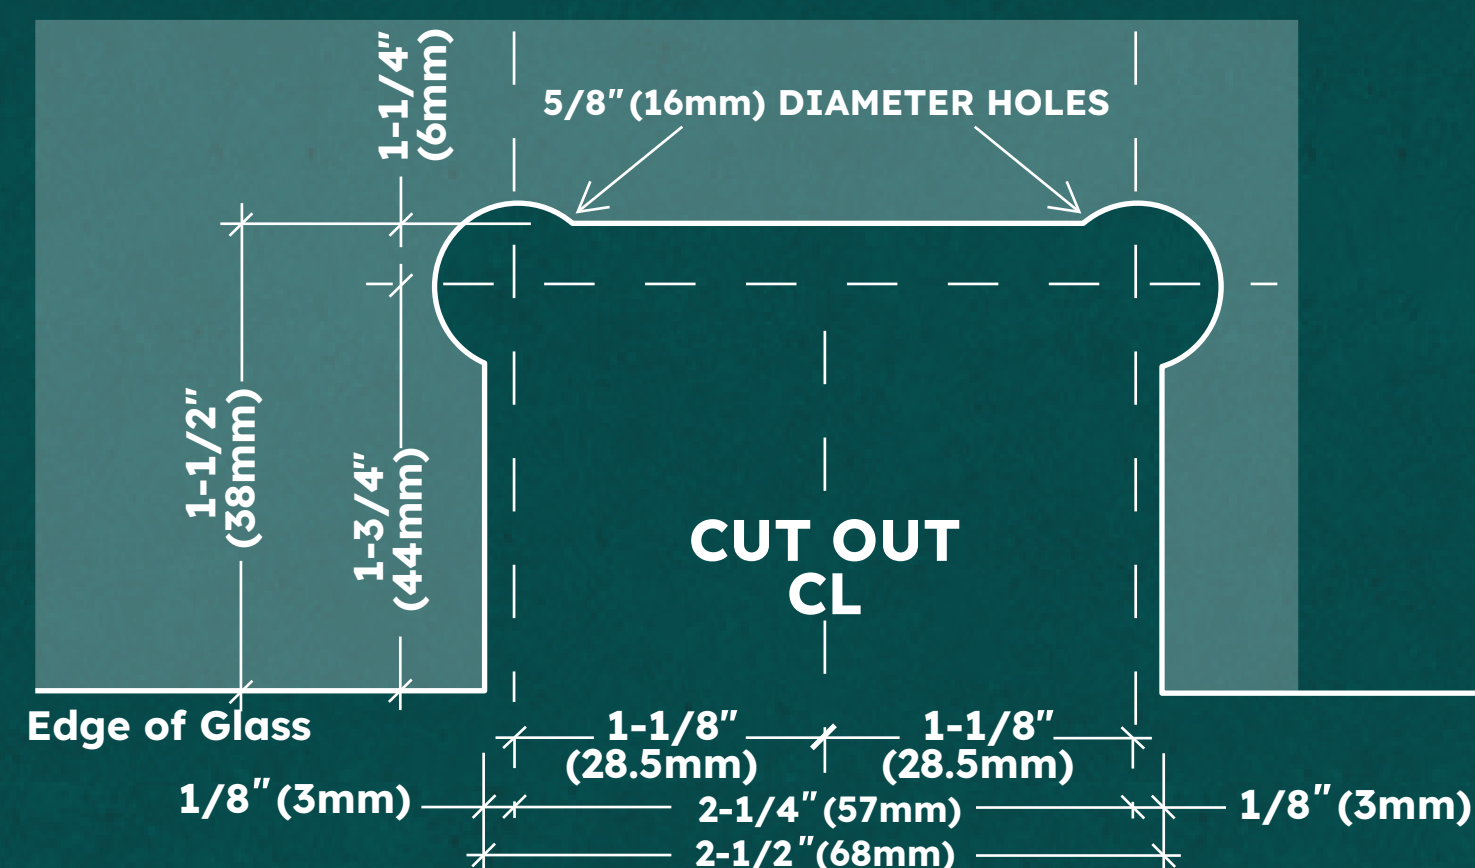 1-1/4"
(6mm)
5/8"(16mm) DIAMETER HOLES
1-1/2"
(38mm)
1-3/4"
(44mm)
CUT OUT
CL
Edge of Glass
1-1/8"
(28.5mm)
1-1/8"
(28.5mm)
1/8"(3mm)
2-1/4"(57mm)
1/8"(3mm)
2-1/2"(68mm)